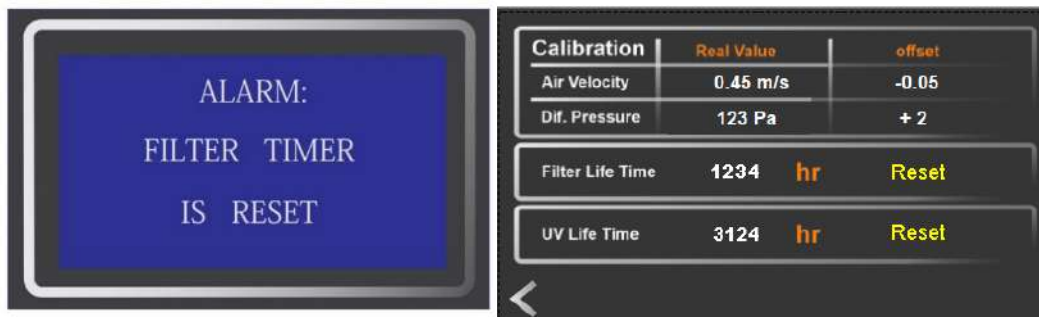 ALARM:
FILTER TIMER
IS RESET
Calibration Real Value offset
Air Velocity 0.45 m/s -0.05
Dif. Pressure 123 Pa + 2
Filter Life Time 1234 hr Reset
UV Life Time 3124 hr Reset